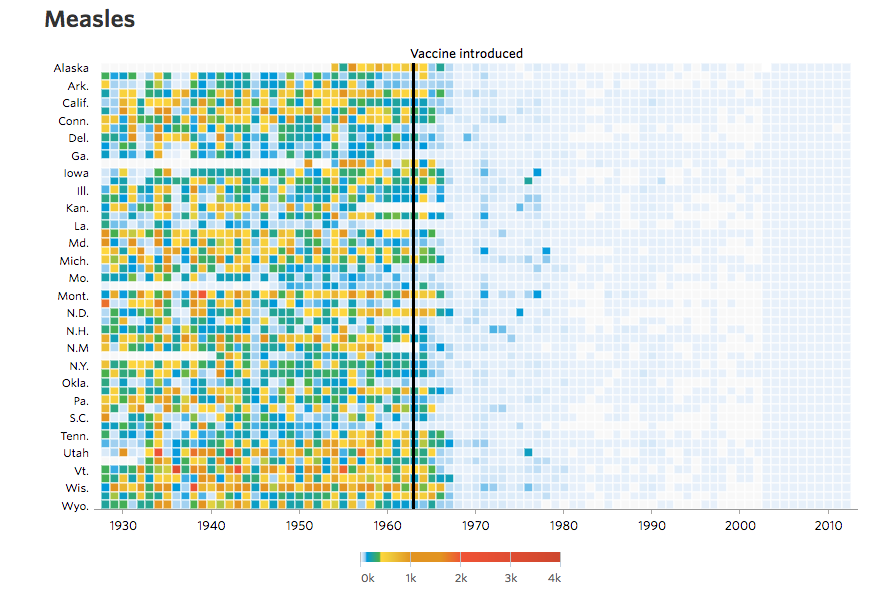 Measles
Vaccine introduced
Alaska
Ark.
Calif.
Conn.
Del.
Ga.
Iowa
Ill.
Kan.
La.
Md.
Mich.
Mo.
Mont.
N.D.
N.H.
N.M
N.Y.
Okla.
Pa.
S.C.
Tenn.
Utah
Vt.
Wis.
Wyo.
1930 1940 1950 1960 1970 1980 1990 2000 2010
0k 1k 2k 3k 4k